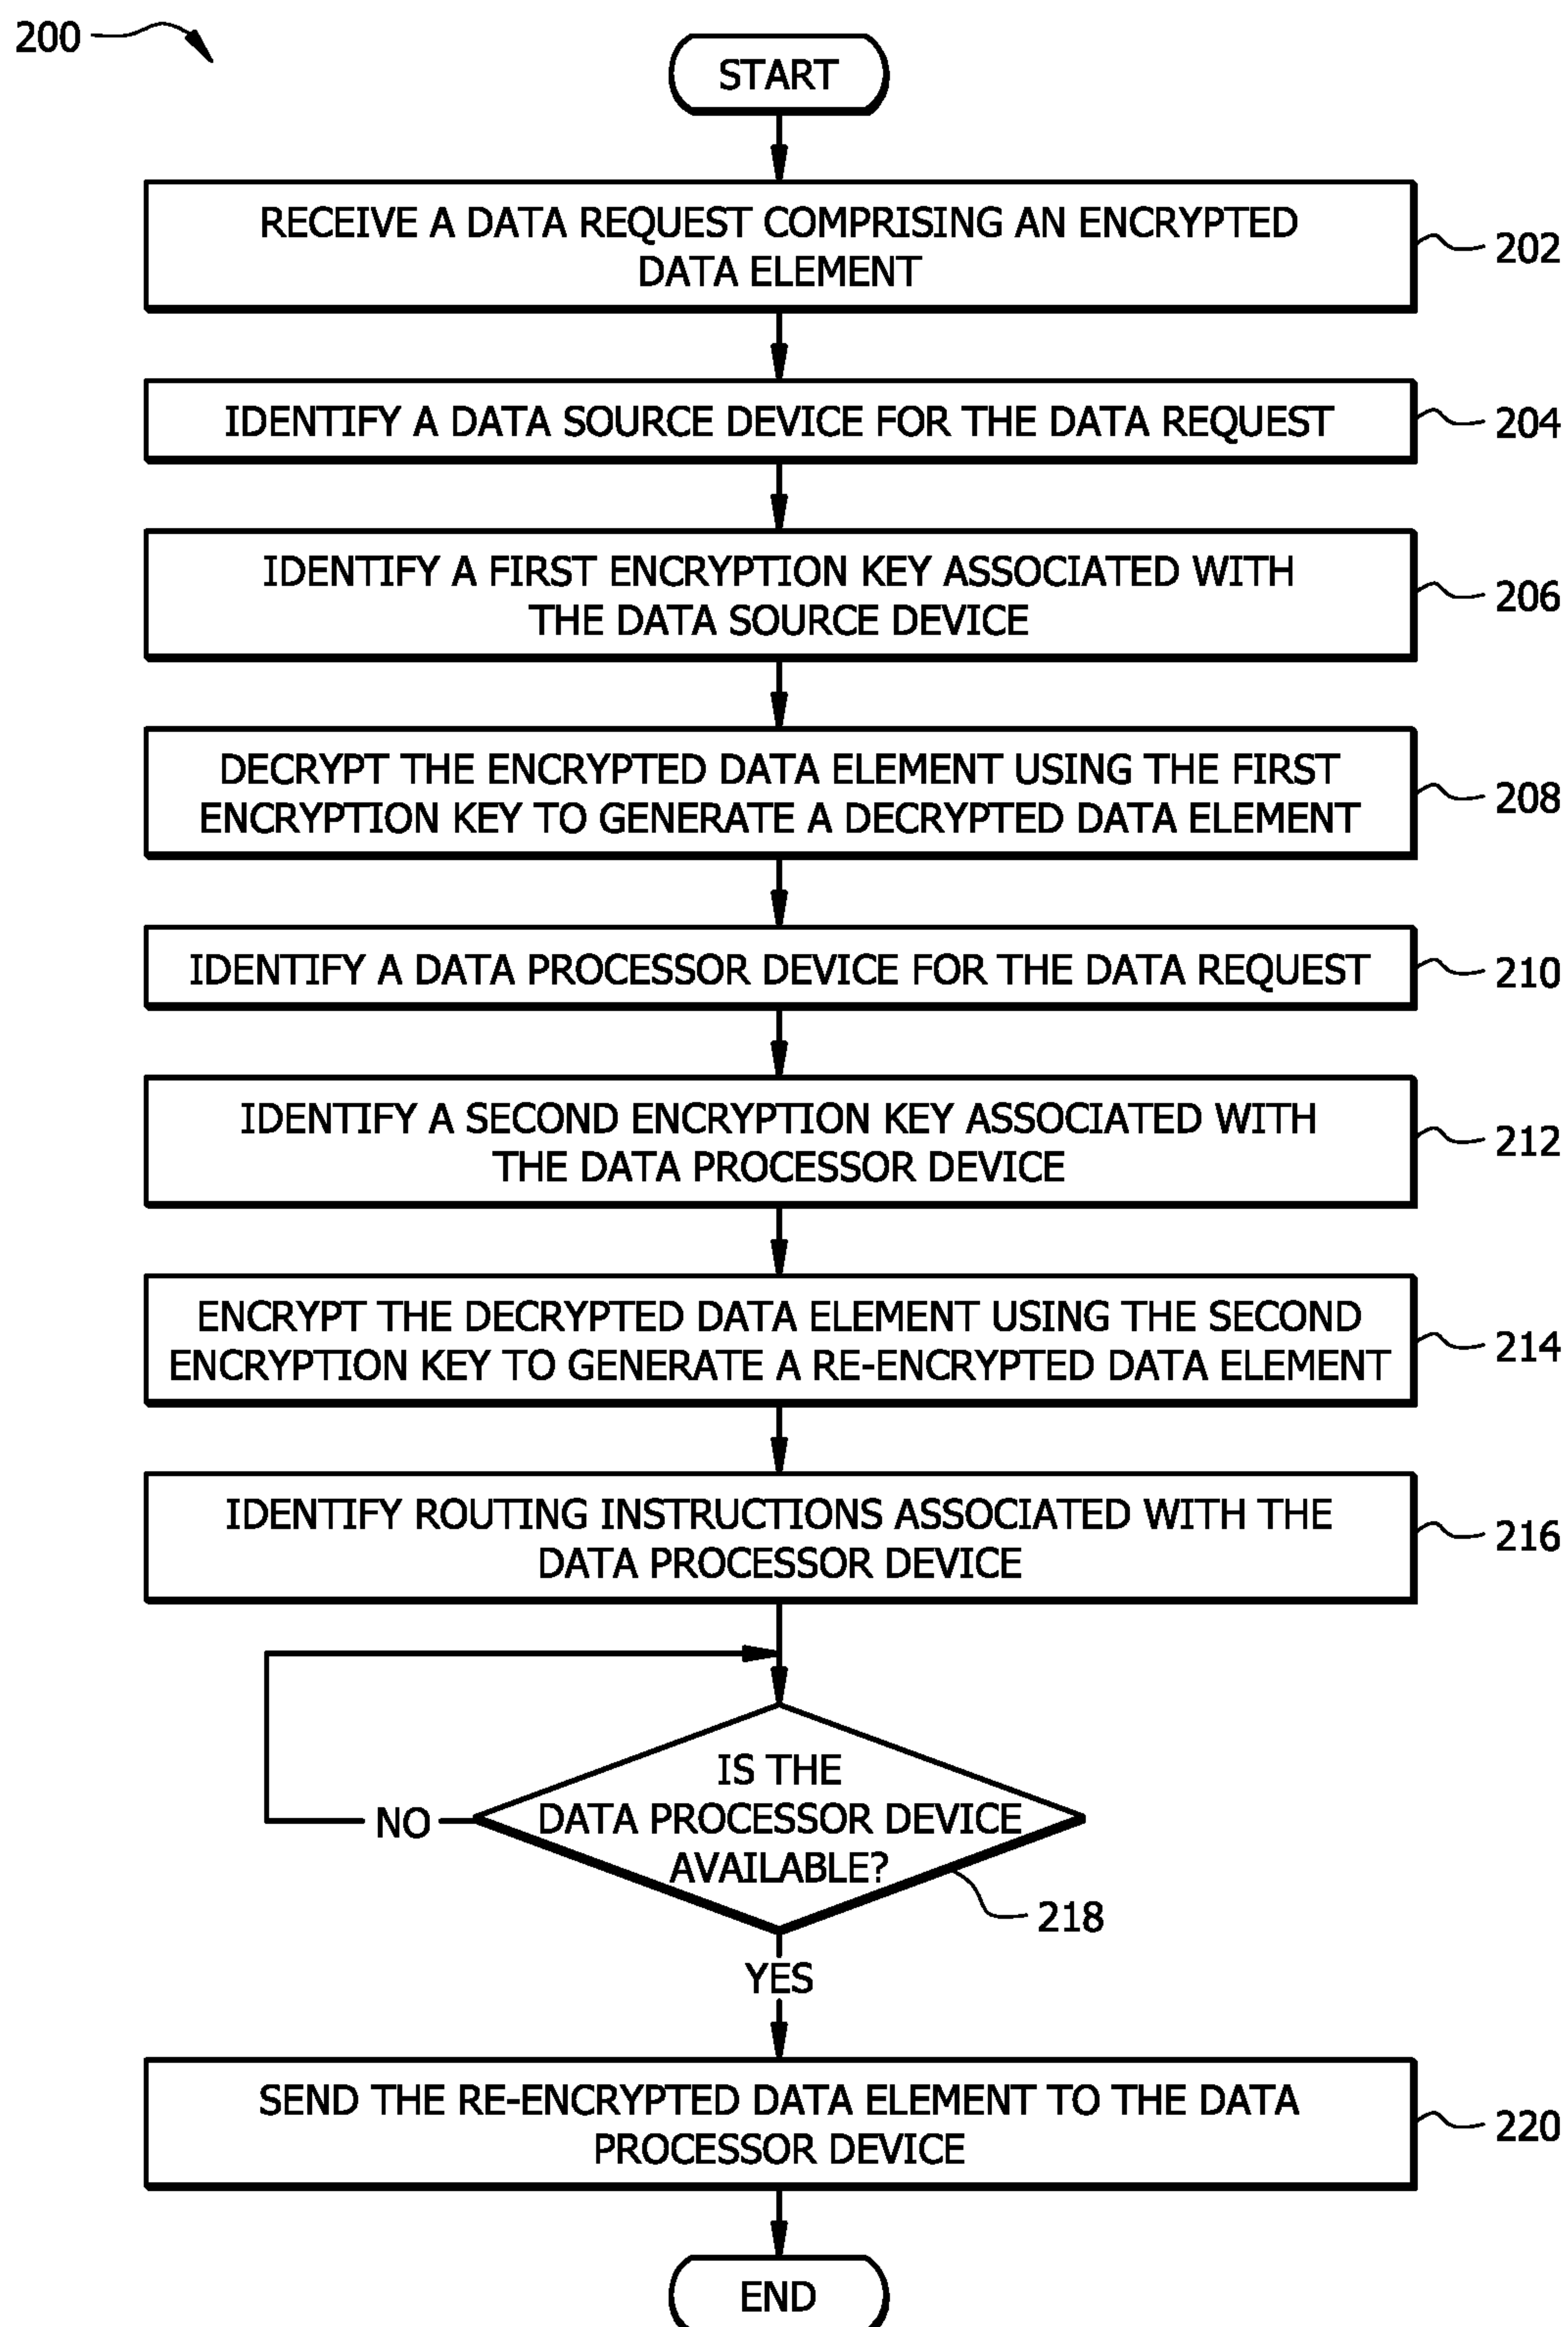 200
START
RECEIVE A DATA REQUEST COMPRISING AN ENCRYPTED
DATA ELEMENT
202
IDENTIFY A DATA SOURCE DEVICE FOR THE DATA REQUEST
204
IDENTIFY A FIRST ENCRYPTION KEY ASSOCIATED WITH
THE DATA SOURCE DEVICE
206
DECRYPT THE ENCRYPTED DATA ELEMENT USING THE FIRST
ENCRYPTION KEY TO GENERATE A DECRYPTED DATA ELEMENT
208
IDENTIFY A DATA PROCESSOR DEVICE FOR THE DATA REQUEST
210
IDENTIFY A SECOND ENCRYPTION KEY ASSOCIATED WITH
THE DATA PROCESSOR DEVICE
212
ENCRYPT THE DECRYPTED DATA ELEMENT USING THE SECOND
ENCRYPTION KEY TO GENERATE A RE-ENCRYPTED DATA ELEMENT
214
IDENTIFY ROUTING INSTRUCTIONS ASSOCIATED WITH THE
DATA PROCESSOR DEVICE
216
IS THE
DATA PROCESSOR DEVICE
AVAILABLE?
NO
218
YES
SEND THE RE-ENCRYPTED DATA ELEMENT TO THE DATA
PROCESSOR DEVICE
220
END